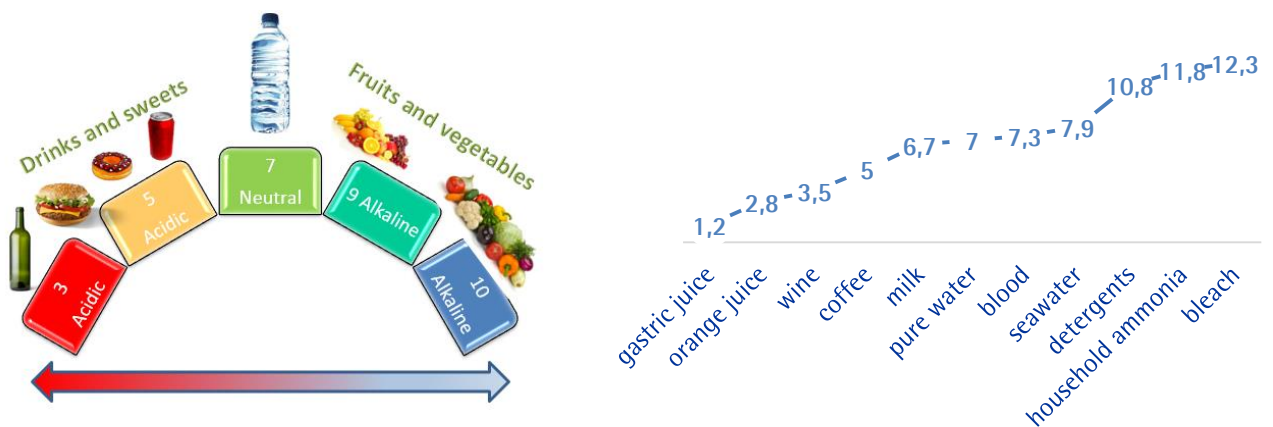 Drinks and sweets
Fruits and vegetables
3
Acidic
5
Acidic
7
Neutral
9 Alkaline
10
Alkaline
1,2
2,8
3,5
5
6,7
7
7,3
7,9
10,8
11,8
12,3
gastric juice
orange juice
wine
coffee
milk
pure water
blood
seawater
detergents
household ammonia
bleach